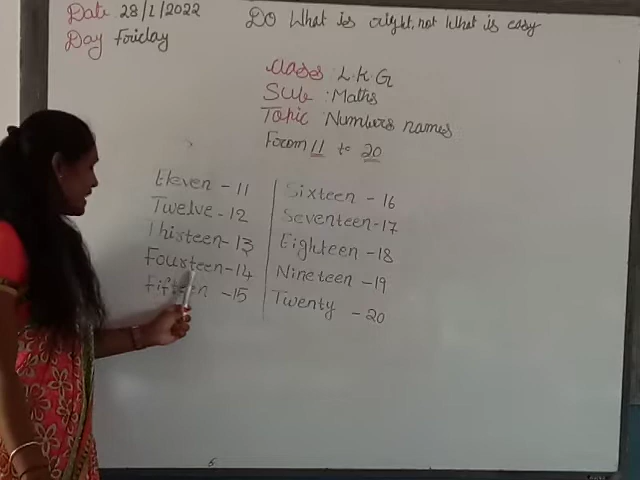 Date 28/1/2022
Day Friday
Do What is right, not What is easy
class : L.K.G
Sub : Maths
Topic Numbers names
From 11 to 20
Eleven - 11
Twelve - 12
Thirteen - 13
Fourteen - 14
Fifteen - 15
Sixteen - 16
Seventeen - 17
Eighteen - 18
Nineteen - 19
Twenty - 20